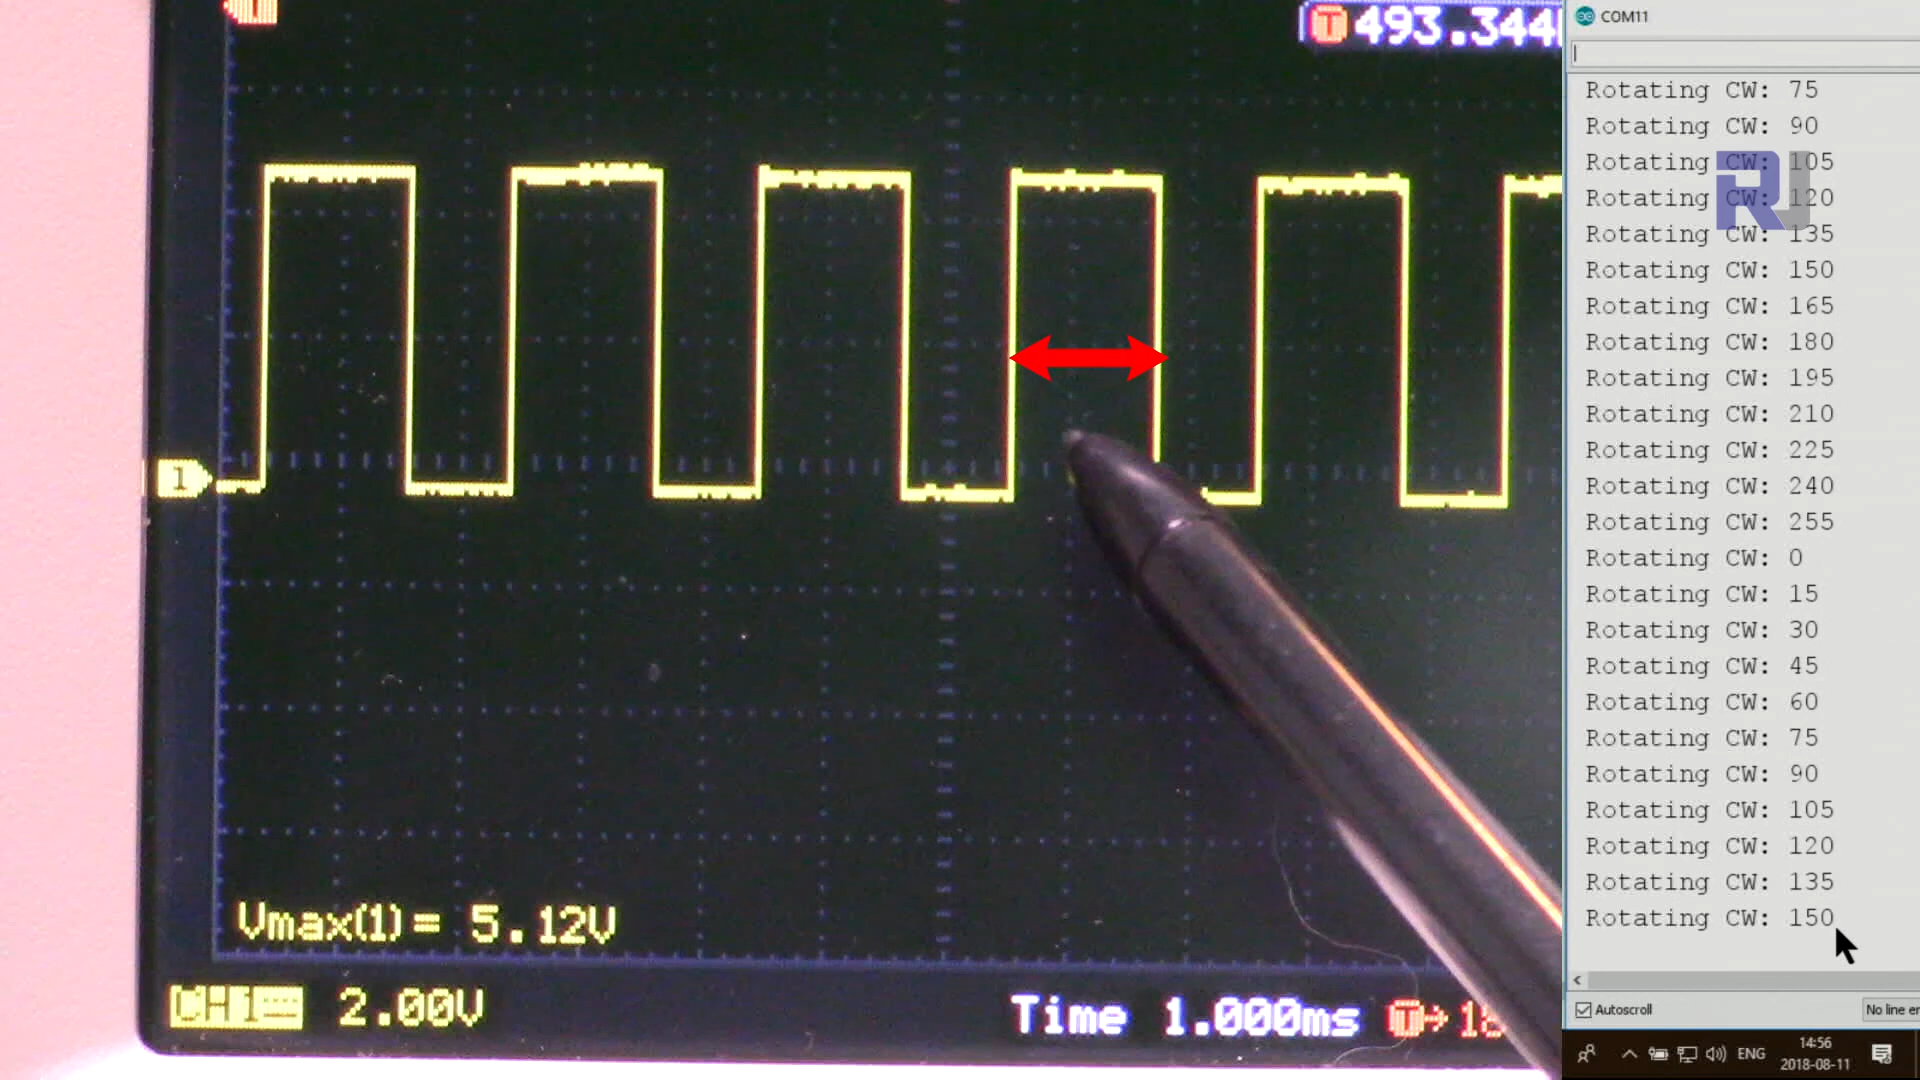 T 493.344
1
Vmax(1)= 5.12V
CH1 2.00V
Time 1.000ms
COM11
Rotating CW: 75
Rotating CW: 90
Rotating CW: 105
Rotating CW: 120
Rotating CW: 135
Rotating CW: 150
Rotating CW: 165
Rotating CW: 180
Rotating CW: 195
Rotating CW: 210
Rotating CW: 225
Rotating CW: 240
Rotating CW: 255
Rotating CW: 0
Rotating CW: 15
Rotating CW: 30
Rotating CW: 45
Rotating CW: 60
Rotating CW: 75
Rotating CW: 90
Rotating CW: 105
Rotating CW: 120
Rotating CW: 135
Rotating CW: 150
RJ
Autoscroll
No line
ENG
14:56
2018-08-11